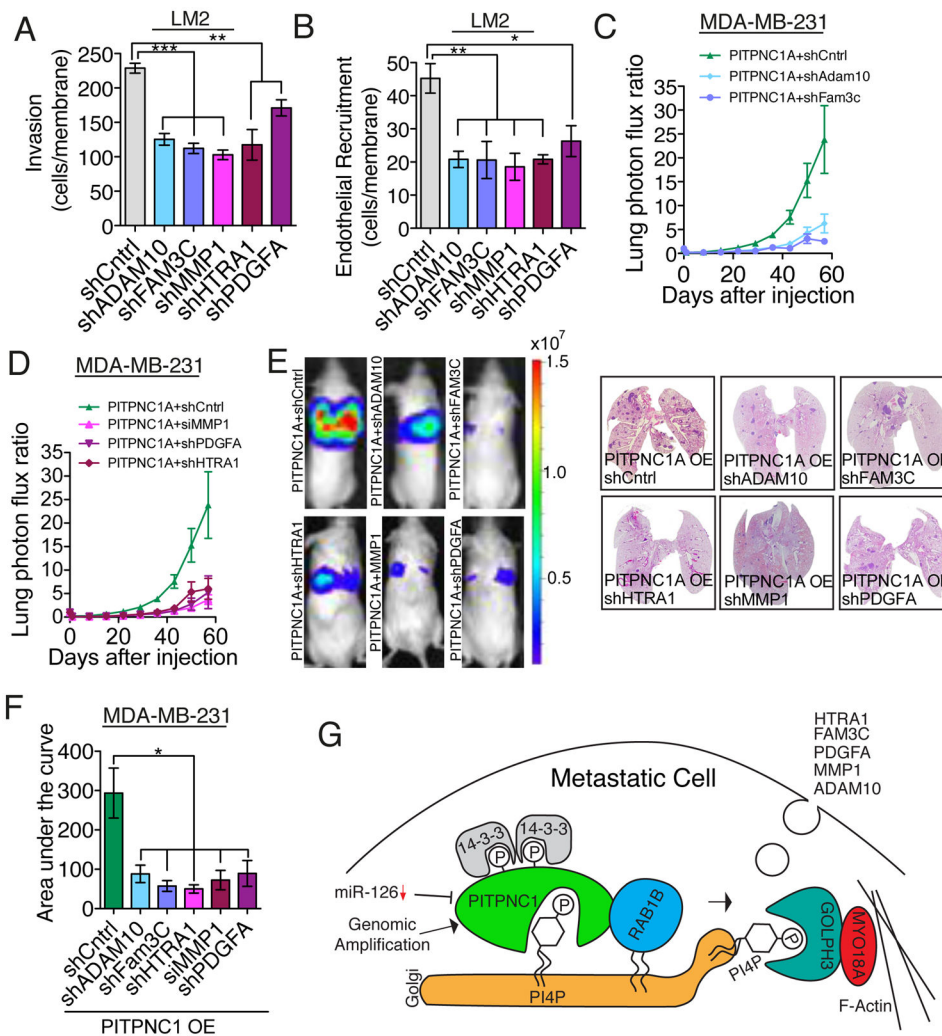 A
LM2
**
***
Invasion
(cells/membrane)
250
200
150
100
50
0
shCntrl
shADAM10
shFAM3C
shMMP1
shHTRA1
shPDGFA
B
LM2
*
**
Endothelial Recruitment
(cells/membrane)
50
40
30
20
10
0
shCntrl
shADAM10
shFAM3C
shMMP1
shHTRA1
shPDGFA
C
MDA-MB-231
PITPNC1A+shCntrl
PITPNC1A+shAdam10
PITPNC1A+shFam3c
Lung photon flux ratio
35
30
25
20
15
10
5
0
0 20 40 60
Days after injection
D
MDA-MB-231
PITPNC1A+shCntrl
PITPNC1A+siMMP1
PITPNC1A+shPDGFA
PITPNC1A+shHTRA1
Lung photon flux ratio
35
30
25
20
15
10
5
0
0 20 40 60
Days after injection
E
PITPNC1A+shCntrl
PITPNC1A+shADAM10
PITPNC1A+shFAM3C
PITPNC1A+shHTRA1
PITPNC1A+MMP1
PITPNC1A+shPDGFA
x10⁷
1.5
1.0
0.5
PITPNC1A OE
shCntrl
PITPNC1A OE
shADAM10
PITPNC1A OE
shFAM3C
PITPNC1A OE
shHTRA1
PITPNC1A OE
shMMP1
PITPNC1A OE
shPDGFA
F
MDA-MB-231
*
Area under the curve
400
300
200
100
0
shCntrl
shADAM10
shFam3C
shHTRA1
siMMP1
shPDGFA
PITPNC1 OE
G
HTRA1
FAM3C
PDGFA
MMP1
ADAM10
Metastatic Cell
14-3-3
14-3-3
P
P
miR-126
PITPNC1
P
Genomic
Amplification
RAB1B
Golgi
PI4P
PI4P
P
GOLPH3
MYO18A
F-Actin